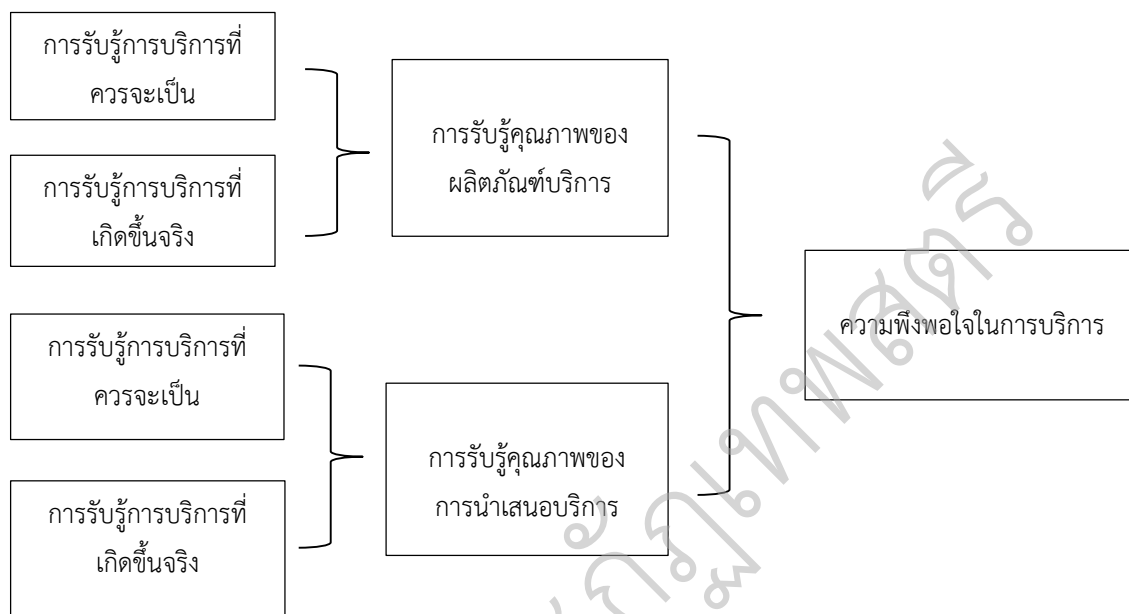 การรับรู้การบริการที่
ควรจะเป็น
การรับรู้การบริการที่
เกิดขึ้นจริง
การรับรู้คุณภาพของ
ผลิตภัณฑ์บริการ
การรับรู้การบริการที่
ควรจะเป็น
การรับรู้การบริการที่
เกิดขึ้นจริง
การรับรู้คุณภาพของ
การนำเสนอบริการ
ความพึงพอใจในการบริการ